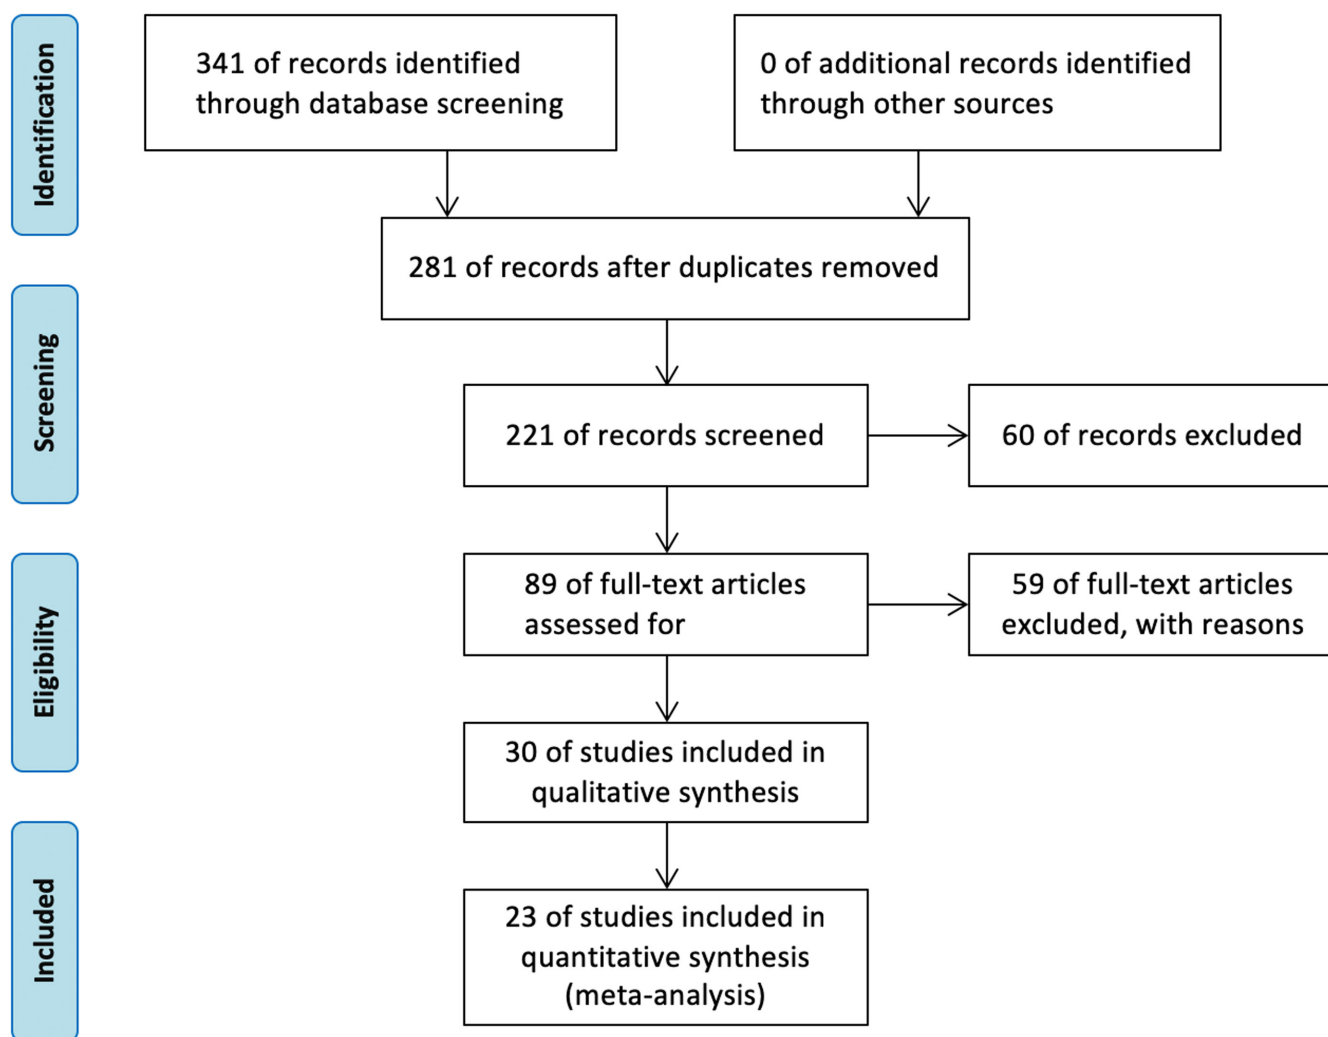 Identification
341 of records identified
through database screening
0 of additional records identified
through other sources
281 of records after duplicates removed
Screening
221 of records screened
60 of records excluded
Eligibility
89 of full-text articles
assessed for
59 of full-text articles
excluded, with reasons
30 of studies included in
qualitative synthesis
Included
23 of studies included in
quantitative synthesis
(meta-analysis)